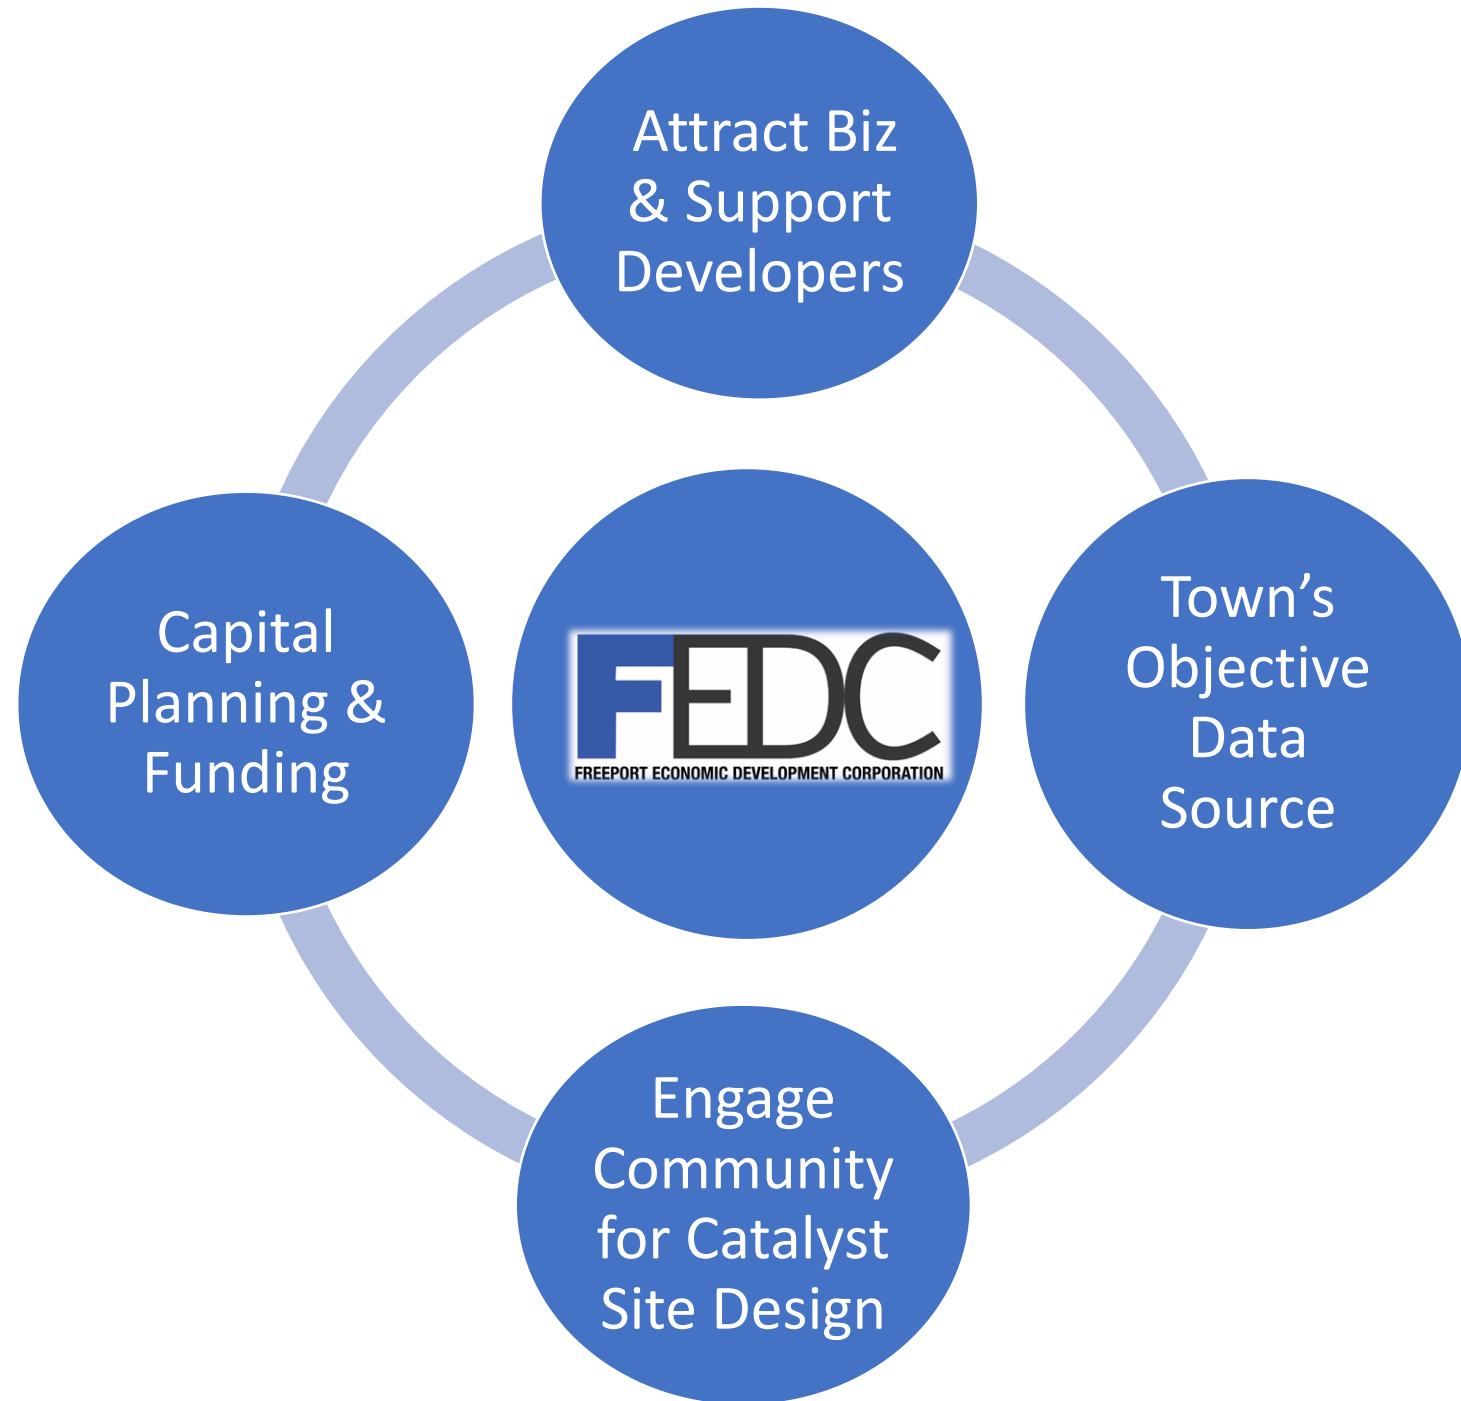 Attract Biz
& Support
Developers
Capital
Planning &
Funding
FEDC
FREEPORT ECONOMIC DEVELOPMENT CORPORATION
Town’s
Objective
Data
Source
Engage
Community
for Catalyst
Site Design